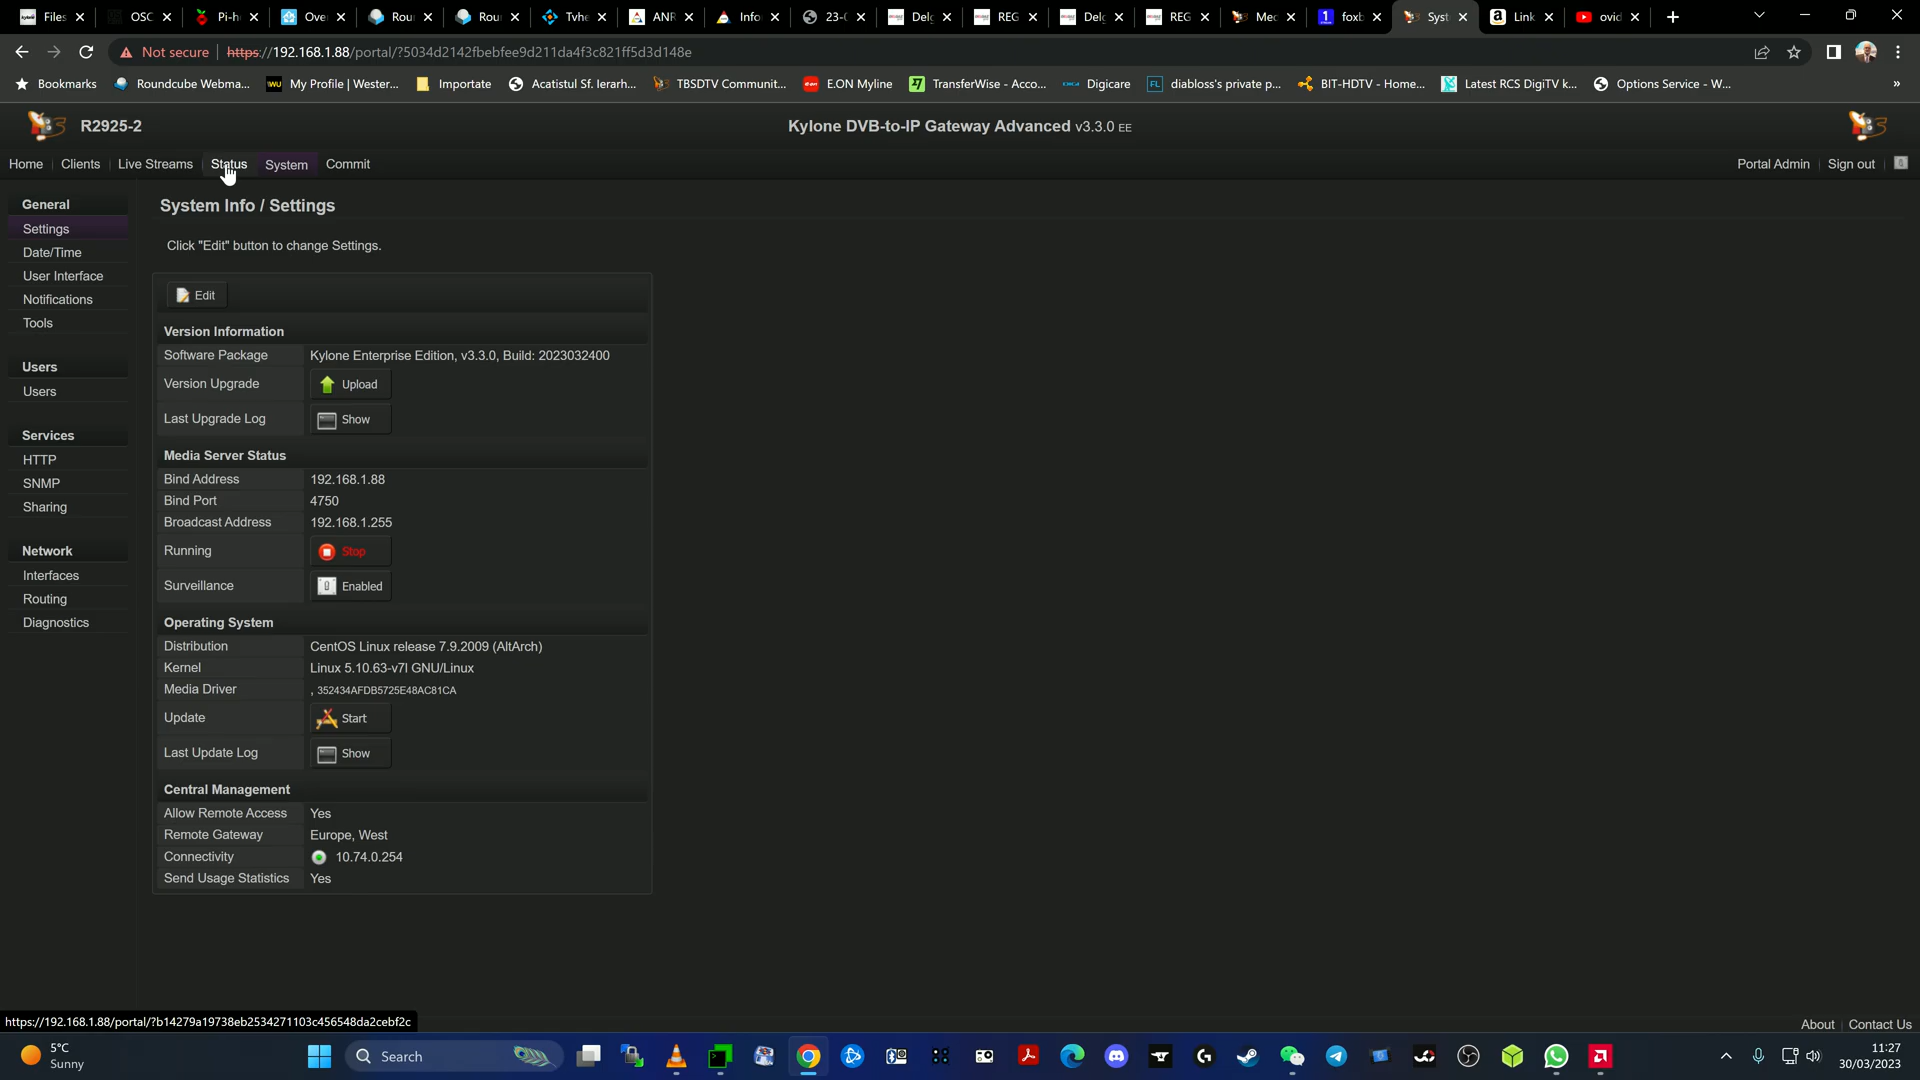 Files
OSC
Pi-h
Ove
Rou
Rou
Tvhe
ANR
Info
23-(
Delg
REG
Delg
REG
Mec
foxb
Syst
Link
ovid
Not secure https://192.168.1.88/portal/?5034d2142fbebfee9d211da4f3c821ff5d3d148e
Bookmarks Roundcube Webma... My Profile | Wester... Importate Acatistul Sf. Ierarh... TBSDTV Communit... E.ON Myline TransferWise - Acco... Digicare diabloss's private p... BIT-HDTV - Home... Latest RCS DigiTV k... Options Service - W... »
R2925-2 Kylone DVB-to-IP Gateway Advanced v3.3.0 EE
Home Clients Live Streams Status System Commit Portal Admin Sign out
General
Settings
Date/Time
User Interface
Notifications
Tools
Users
Users
Services
HTTP
SNMP
Sharing
Network
Interfaces
Routing
Diagnostics
System Info / Settings
Click "Edit" button to change Settings.
Edit
Version Information
Software Package Kylone Enterprise Edition, v3.3.0, Build: 2023032400
Version Upgrade Upload
Last Upgrade Log Show
Media Server Status
Bind Address 192.168.1.88
Bind Port 4750
Broadcast Address 192.168.1.255
Running Stop
Surveillance Enabled
Operating System
Distribution CentOS Linux release 7.9.2009 (AltArch)
Kernel Linux 5.10.63-v7l GNU/Linux
Media Driver , 352434AFDB5725E48AC81CA
Update Start
Last Update Log Show
Central Management
Allow Remote Access Yes
Remote Gateway Europe, West
Connectivity 10.74.0.254
Send Usage Statistics Yes
https://192.168.1.88/portal/?b14279a19738eb2534271103c456548da2cebf2c
About Contact Us
5°C
Sunny
Search
11:27
30/03/2023